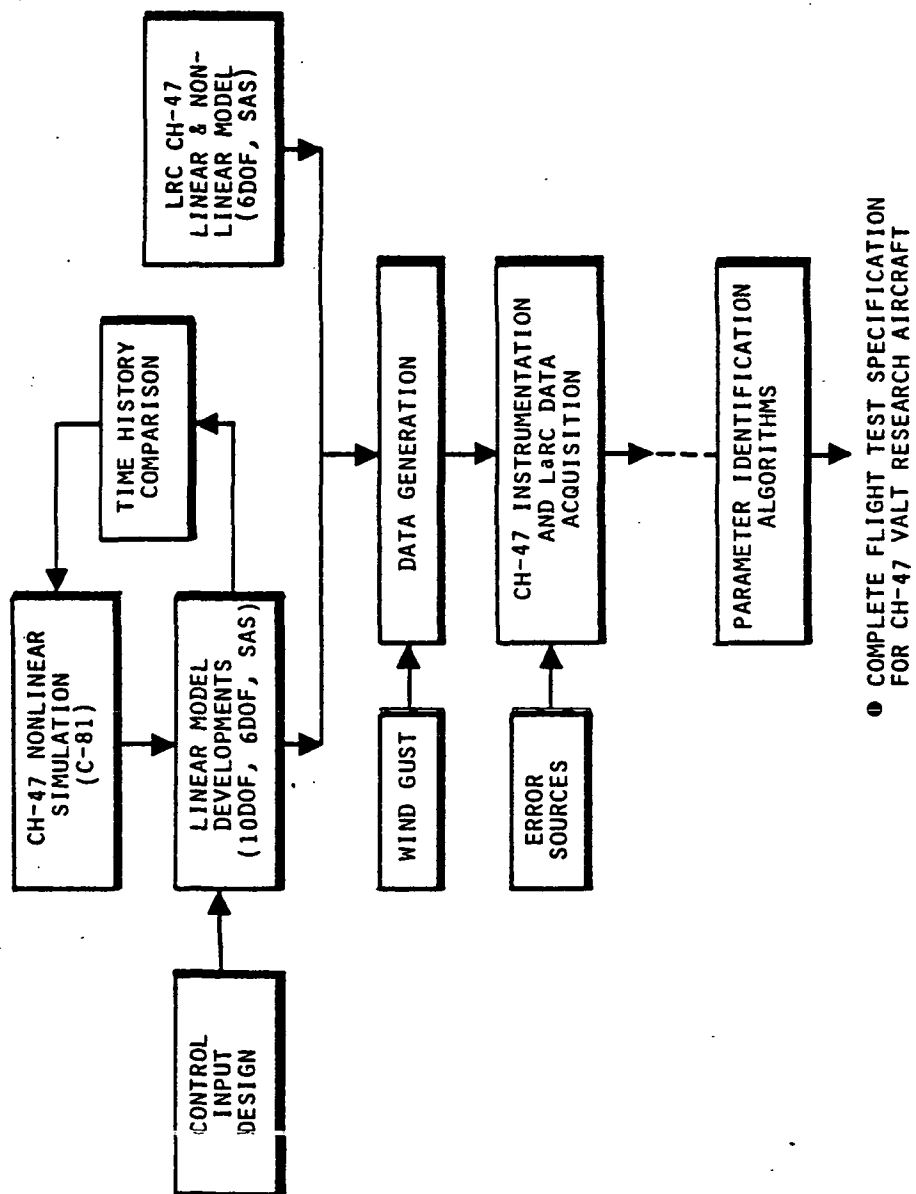 CH-47 NONLINEAR
SIMULATION
(C-81)
TIME HISTORY
COMPARISON
LRC CH-47
LINEAR & NON-
LINEAR MODEL
(6DOF, SAS)
CONTROL
INPUT
DESIGN
LINEAR MODEL
DEVELOPMENTS
(10DOF, 6DOF, SAS)
WIND GUST
DATA GENERATION
ERROR
SOURCES
CH-47 INSTRUMENTATION
AND LaRC DATA
ACQUISITION
PARAMETER IDENTIFICATION
ALGORITHMS
● COMPLETE FLIGHT TEST SPECIFICATION
FOR CH-47 VALT RESEARCH AIRCRAFT